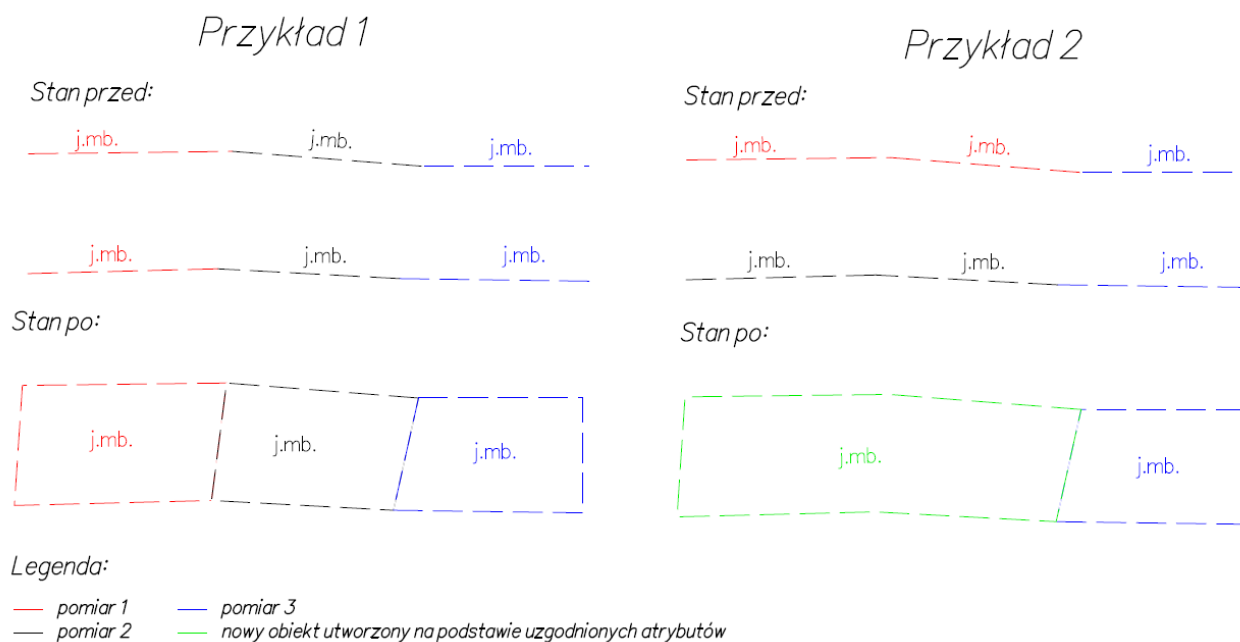 Przykład 1
Stan przed:
j.mb. j.mb. j.mb.
j.mb. j.mb. j.mb.
Stan po:
j.mb. j.mb. j.mb.
Przykład 2
Stan przed:
j.mb. j.mb. j.mb.
j.mb. j.mb. j.mb.
Stan po:
j.mb. j.mb.
Legenda:
pomiar 1 pomiar 3
pomiar 2 nowy obiekt utworzony na podstawie uzgodnionych atrybutów